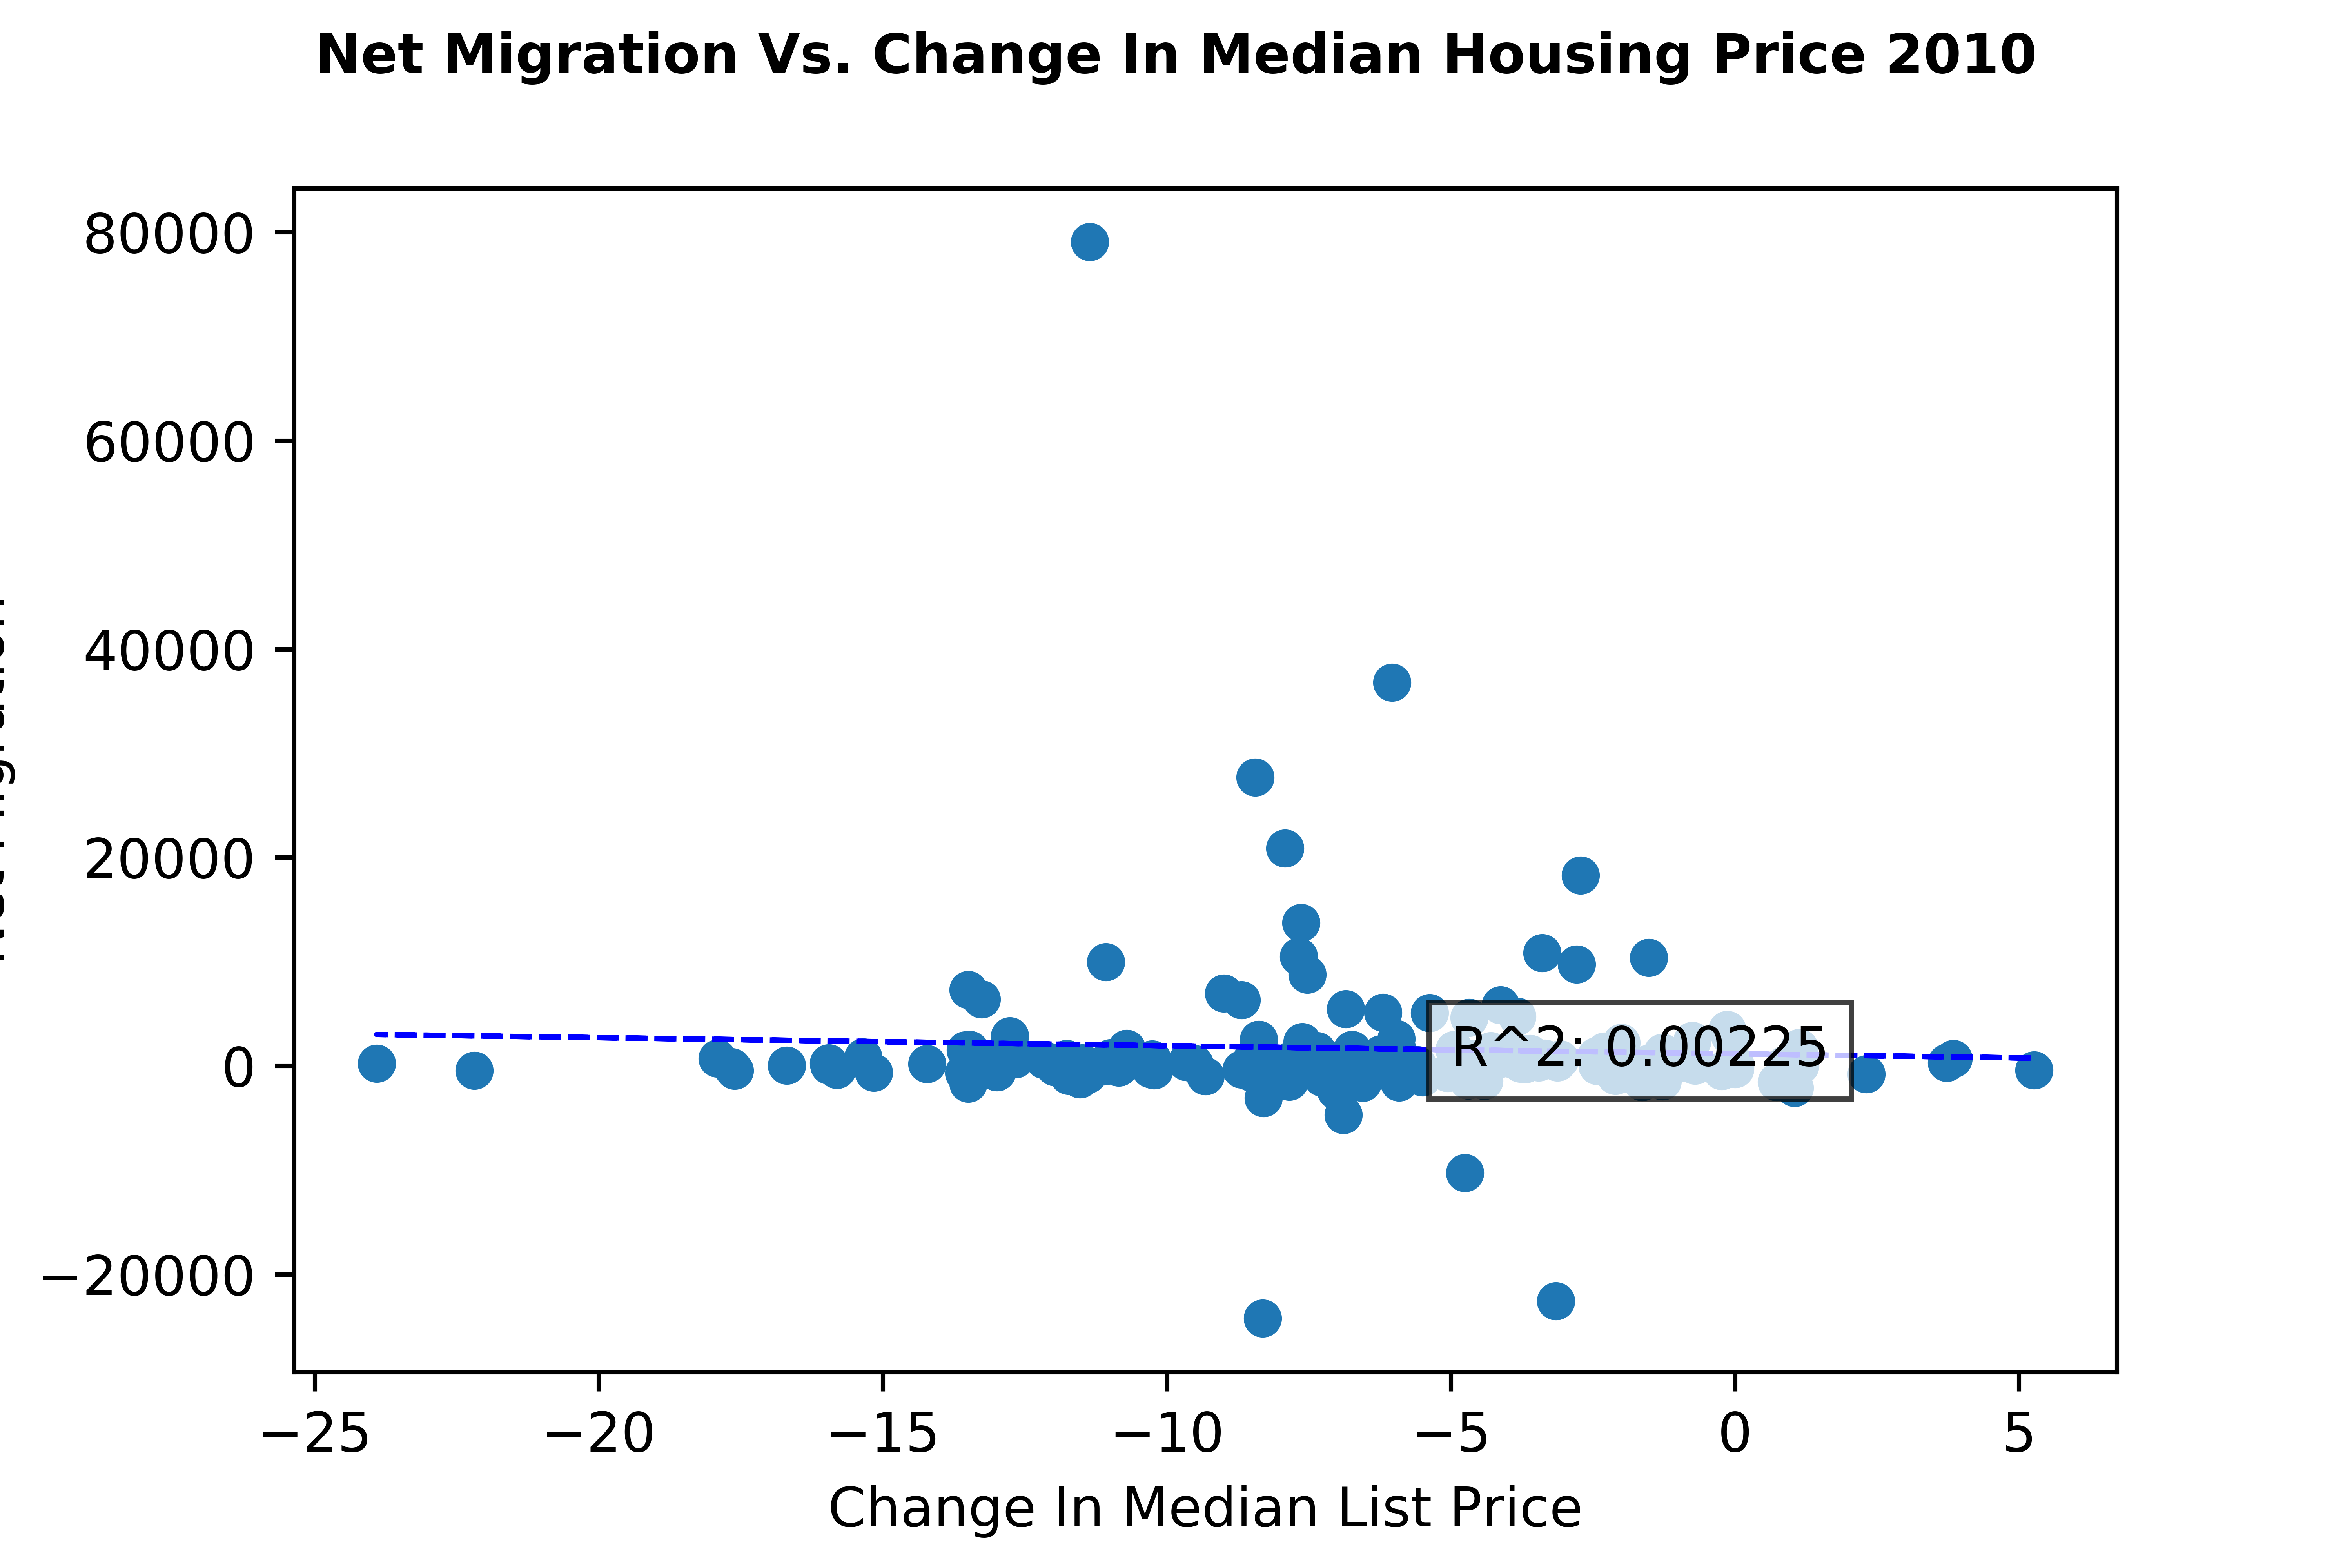 Net Migration Vs. Change In Median Housing Price 2010
80000
60000
40000
20000
0
−20000
R^2: 0.00225
−25 −20 −15 −10 −5 0 5
Change In Median List Price